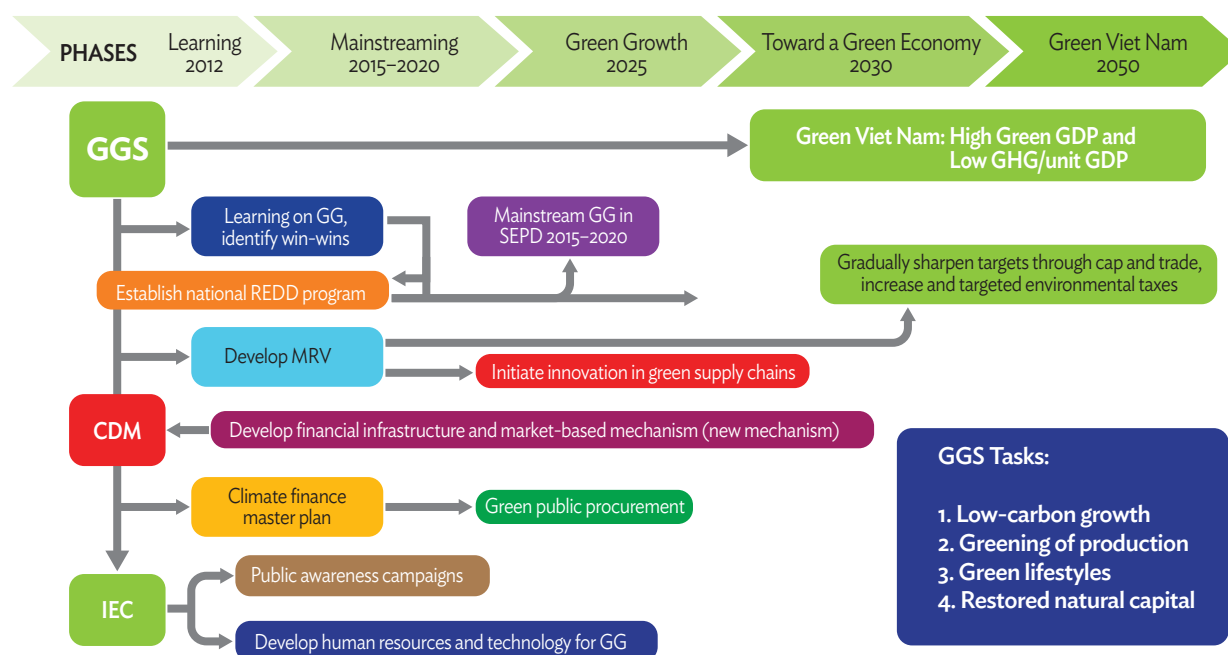 PHASES
Learning
2012
Mainstreaming
2015–2020
Green Growth
2025
Toward a Green Economy
2030
Green Viet Nam
2050
GGS
Green Viet Nam: High Green GDP and
Low GHG/unit GDP
Learning on GG,
identify win-wins
Mainstream GG in
SEPD 2015–2020
Gradually sharpen targets through cap and trade,
increase and targeted environmental taxes
Establish national REDD program
Develop MRV
Initiate innovation in green supply chains
CDM
Develop financial infrastructure and market-based mechanism (new mechanism)
Climate finance
master plan
Green public procurement
IEC
Public awareness campaigns
Develop human resources and technology for GG
GGS Tasks:
1. Low-carbon growth
2. Greening of production
3. Green lifestyles
4. Restored natural capital